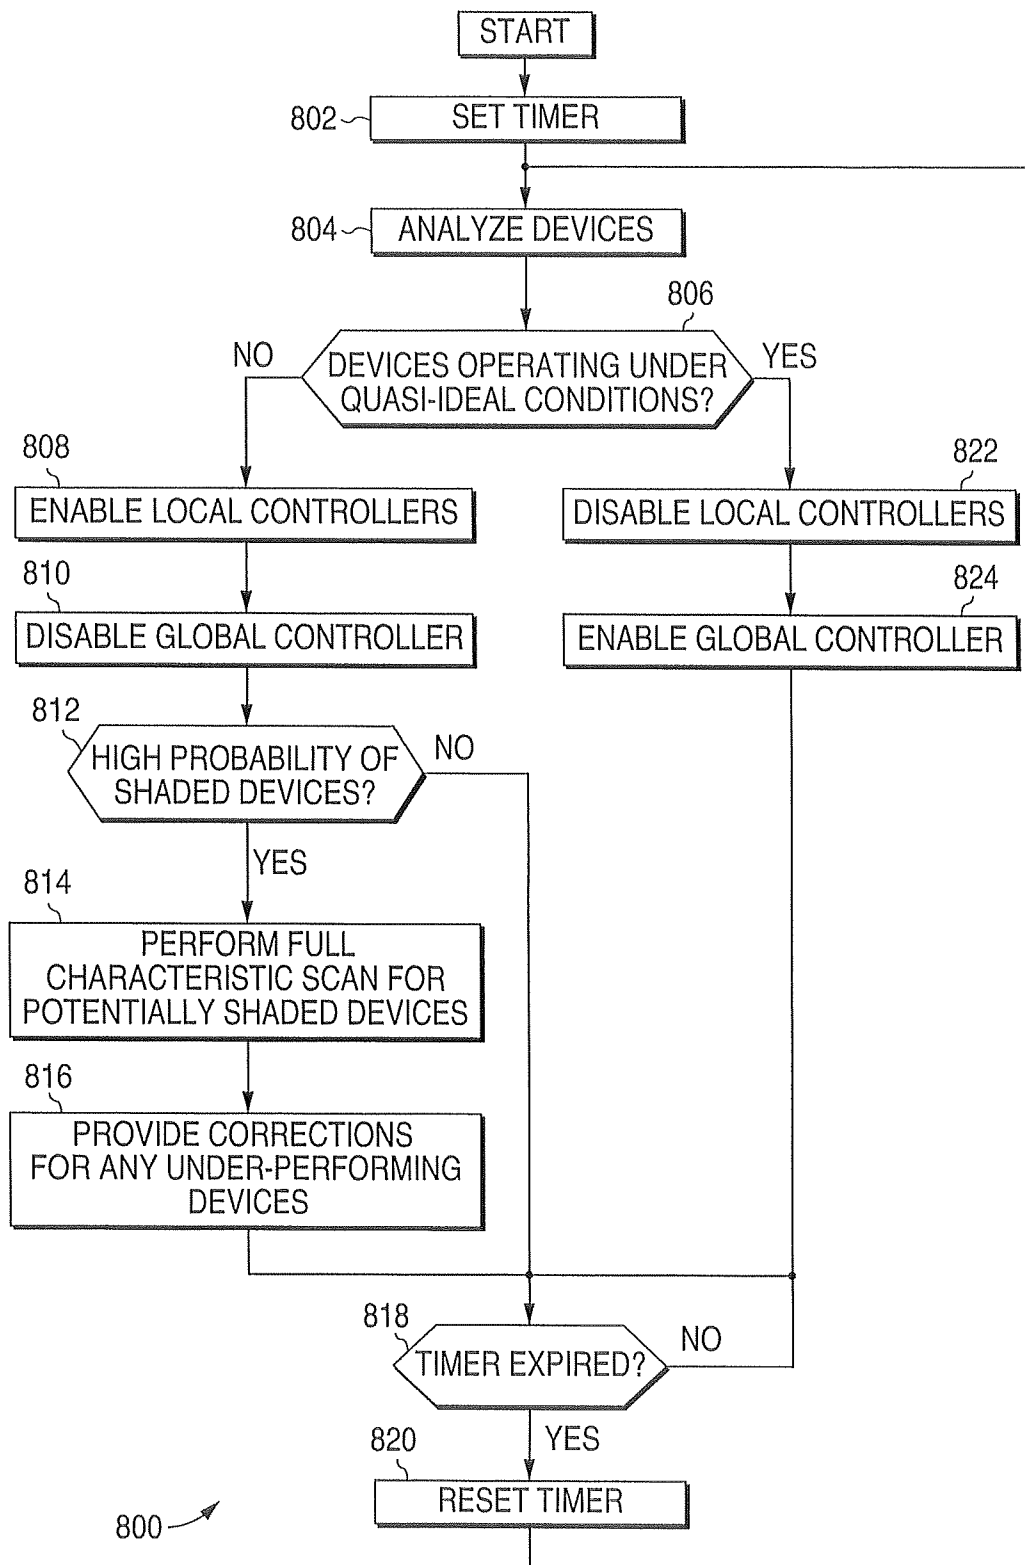 START
802
SET TIMER
804
ANALYZE DEVICES
806
NO
DEVICES OPERATING UNDER
QUASI-IDEAL CONDITIONS?
YES
808
ENABLE LOCAL CONTROLLERS
822
DISABLE LOCAL CONTROLLERS
810
DISABLE GLOBAL CONTROLLER
824
ENABLE GLOBAL CONTROLLER
812
HIGH PROBABILITY OF
SHADED DEVICES?
NO
YES
814
PERFORM FULL
CHARACTERISTIC SCAN FOR
POTENTIALLY SHADED DEVICES
816
PROVIDE CORRECTIONS
FOR ANY UNDER-PERFORMING
DEVICES
818
TIMER EXPIRED?
NO
YES
820
RESET TIMER
800